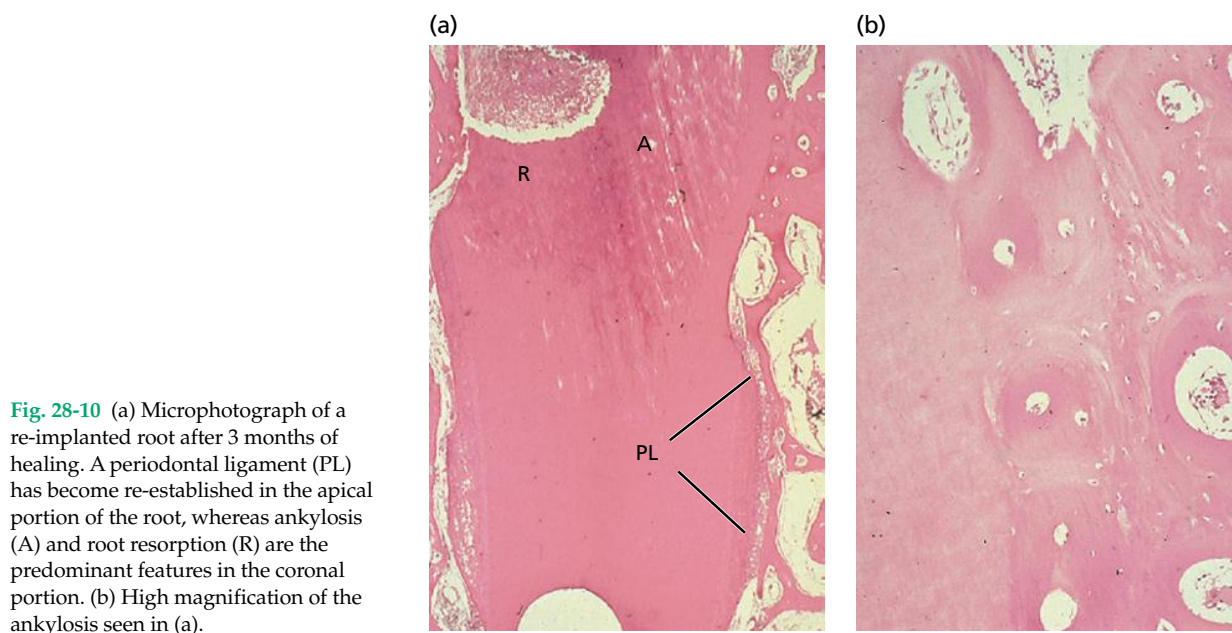 (a)
(b)
R
A
PL
Fig. 28-10 (a) Microphotograph of a
re-implanted root after 3 months of
healing. A periodontal ligament (PL)
has become re-established in the apical
portion of the root, whereas ankylosis
(A) and root resorption (R) are the
predominant features in the coronal
portion. (b) High magnification of the
ankylosis seen in (a).